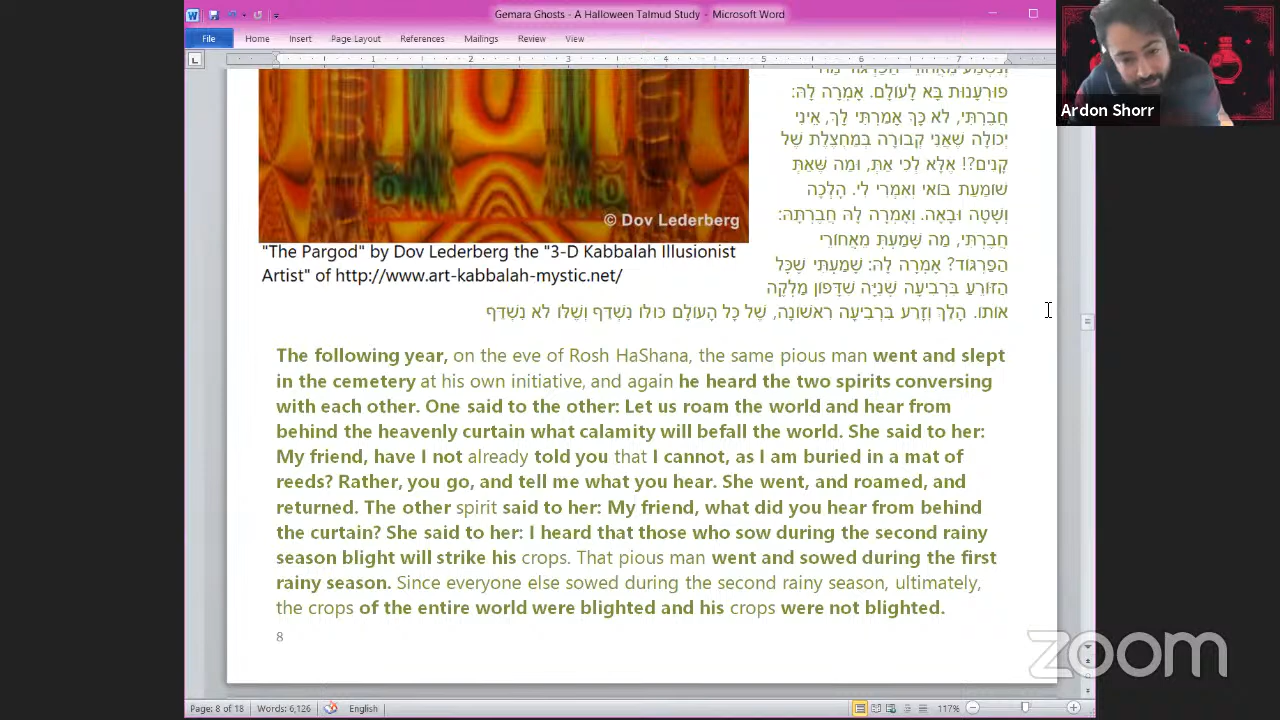 Gemara Ghosts - A Halloween Talmud Study - Microsoft Word
File Home Insert Page Layout References Mailings Review View
1 2 3 4 5 6 7
Ardon Shorr
© Dov Lederberg
"The Pargod" by Dov Lederberg the "3-D Kabbalah Illusionist
Artist" of http://www.art-kabbalah-mystic.net/
פּוּרְעָנוּת בָּא לָעוֹלָם. אָמְרָה לָהּ:
חֲבֶרְתִּי, לֹא כָּךְ אָמַרְתִּי לָךְ, אֵינִי
יְכוֹלָה שֶׁאֲנִי קְבוּרָה בְּמַחְצֶלֶת שֶׁל
קָנִים?! אֶלָּא לְכִי אַתְּ, וּמַה שֶּׁאַתְּ
שׁוֹמַעַת בּוֹאִי וְאִמְרִי לִי. הָלְכָה
וְשָׁטָה וּבָאָה. וְאָמְרָה לָהּ חֲבֶרְתָּהּ:
חֲבֶרְתִּי, מַה שָּׁמַעְתְּ מֵאֲחוֹרֵי
הַפַּרְגּוֹד? אָמְרָה לָהּ: שָׁמַעְתִּי שֶׁכׇּל
הַזּוֹרֵעַ בִּרְבִיעָה שְׁנִיָּה שִׁדָּפוֹן מַלְקֶה
אוֹתוֹ. הָלַךְ וְזָרַע בִּרְבִיעָה רִאשׁוֹנָה, שֶׁל כָּל הָעוֹלָם כּוּלּוֹ נִשְׁדַּף וְשֶׁלּוֹ לֹא נִשְׁדַּף
The following year, on the eve of Rosh HaShana, the same pious man went and slept
in the cemetery at his own initiative, and again he heard the two spirits conversing
with each other. One said to the other: Let us roam the world and hear from
behind the heavenly curtain what calamity will befall the world. She said to her:
My friend, have I not already told you that I cannot, as I am buried in a mat of
reeds? Rather, you go, and tell me what you hear. She went, and roamed, and
returned. The other spirit said to her: My friend, what did you hear from behind
the curtain? She said to her: I heard that those who sow during the second rainy
season blight will strike his crops. That pious man went and sowed during the first
rainy season. Since everyone else sowed during the second rainy season, ultimately,
the crops of the entire world were blighted and his crops were not blighted.
8
zoom
Page: 8 of 18 Words: 6,126 English 117%